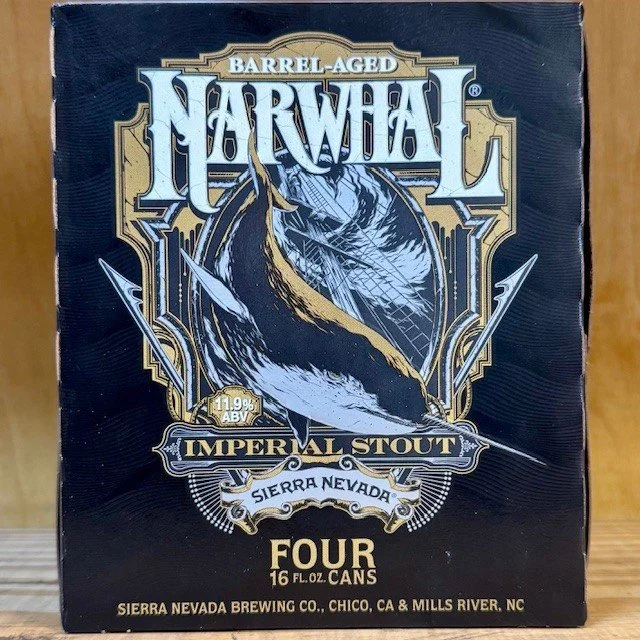 BARREL-AGED
NARWHAL®
11.9%
ABV
IMPERIAL STOUT
SIERRA NEVADA®
FOUR
16 FL. OZ. CANS
SIERRA NEVADA BREWING CO., CHICO, CA & MILLS RIVER, NC